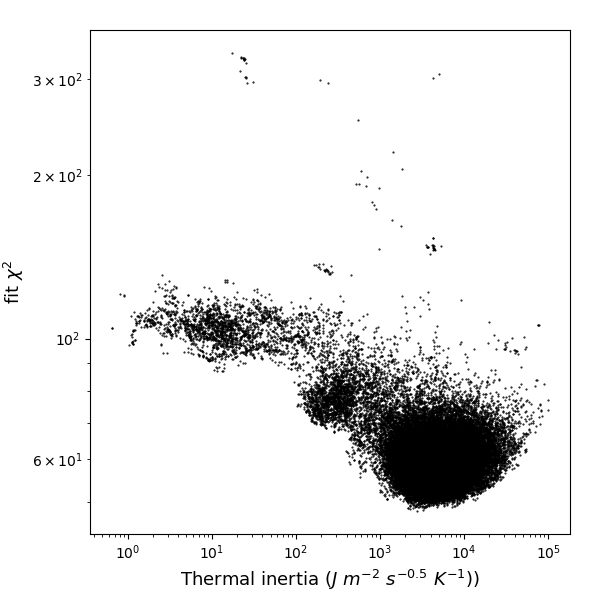 3 × 10²
2 × 10²
10²
6 × 10¹
fit χ²
10⁰ 10¹ 10² 10³ 10⁴ 10⁵
Thermal inertia (J m⁻² s⁻⁰·⁵ K⁻¹))